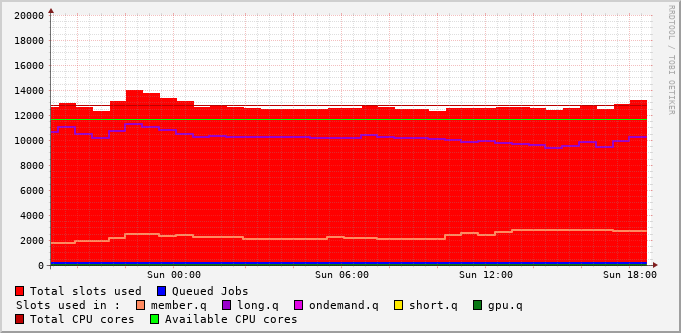 20000
18000
16000
14000
12000
10000
8000
6000
4000
2000
0
Sun 00:00 Sun 06:00 Sun 12:00 Sun 18:00
Total slots used Queued Jobs
Slots used in : member.q long.q ondemand.q short.q gpu.q
Total CPU cores Available CPU cores
RRDTOOL / TOBI OETIKER